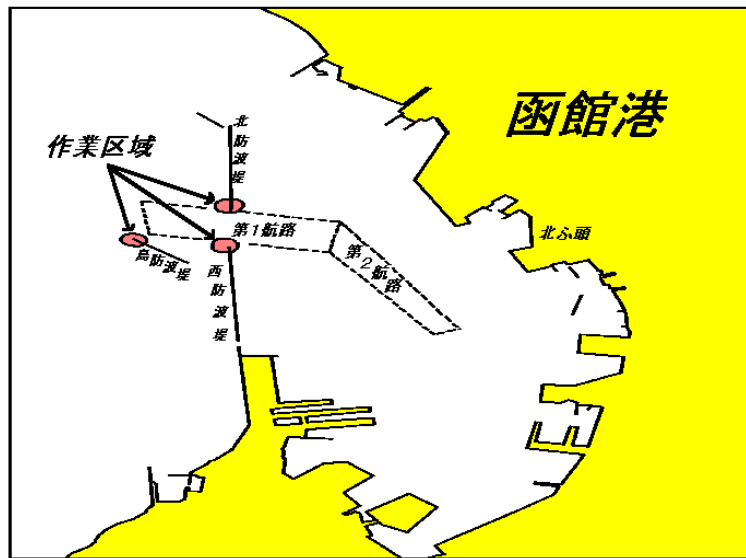 函館港
北防波堤
作業区域
第1航路
北ふ頭
島防波堤
西防波堤
第2航路